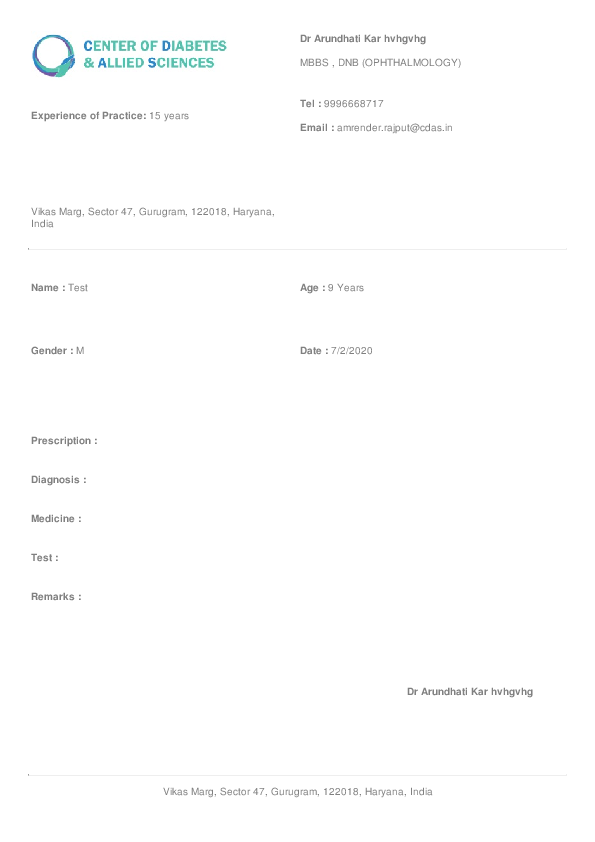 CENTER OF DIABETES
& ALLIED SCIENCES
Dr Arundhati Kar hvhgvhg
MBBS , DNB (OPHTHALMOLOGY)
Experience of Practice: 15 years
Tel : 9996668717
Email : amrender.rajput@cdas.in
Vikas Marg, Sector 47, Gurugram, 122018, Haryana,
India
Name : Test
Age : 9 Years
Gender : M
Date : 7/2/2020
Prescription :
Diagnosis :
Medicine :
Test :
Remarks :
Dr Arundhati Kar hvhgvhg
Vikas Marg, Sector 47, Gurugram, 122018, Haryana, India